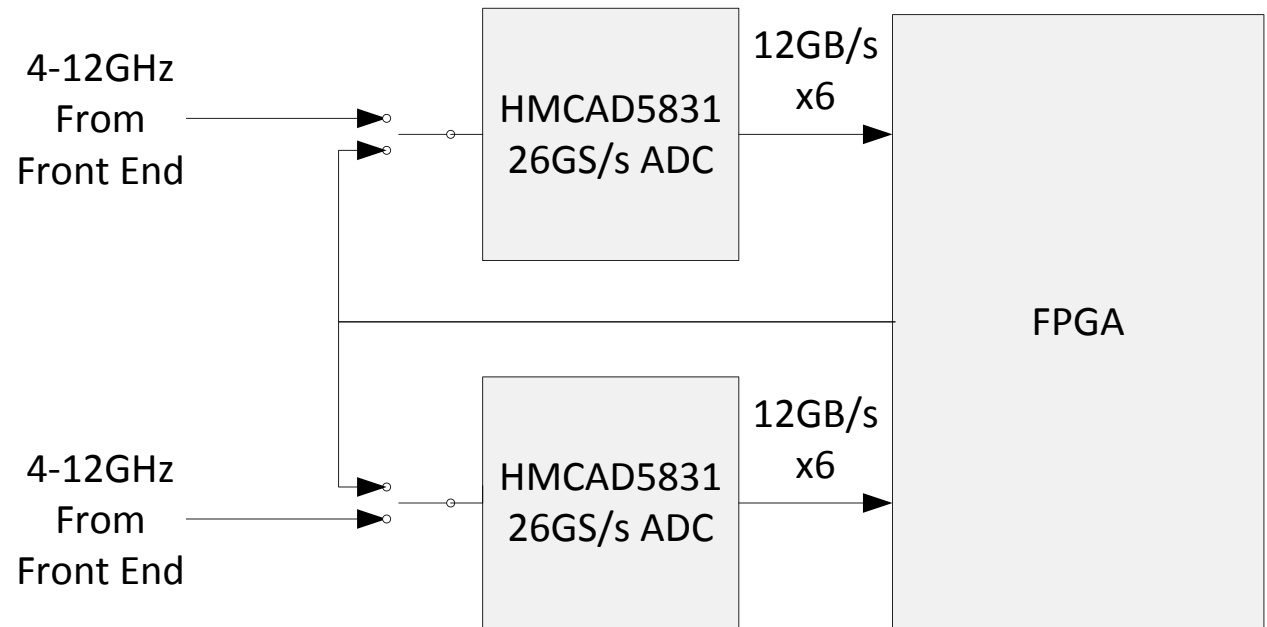 4-12GHz
From
Front End
HMCAD5831
26GS/s ADC
12GB/s
x6
FPGA
4-12GHz
From
Front End
HMCAD5831
26GS/s ADC
12GB/s
x6